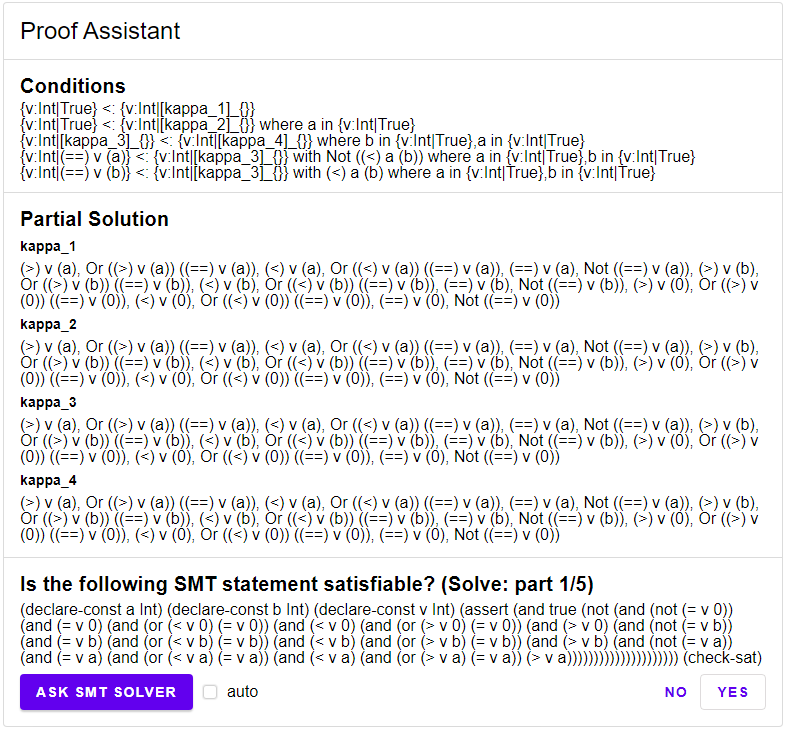 Proof Assistant
Conditions
{v:Int|True} <: {v:Int|[kappa_1]_{}}
{v:Int|True} <: {v:Int|[kappa_2]_{}} where a in {v:Int|True}
{v:Int|[kappa_3]_{}} <: {v:Int|[kappa_4]_{}} where b in {v:Int|True},a in {v:Int|True}
{v:Int|(==) v (a)} <: {v:Int|[kappa_3]_{}} with Not ((<) a (b)) where a in {v:Int|True},b in {v:Int|True}
{v:Int|(==) v (b)} <: {v:Int|[kappa_3]_{}} with (<) a (b) where a in {v:Int|True},b in {v:Int|True}
Partial Solution
kappa_1
(>) v (a), Or ((>) v (a)) ((==) v (a)), (<) v (a), Or ((<) v (a)) ((==) v (a)), (==) v (a), Not ((==) v (a)), (>) v (b),
Or ((>) v (b)) ((==) v (b)), (<) v (b), Or ((<) v (b)) ((==) v (b)), (==) v (b), Not ((==) v (b)), (>) v (0), Or ((>) v
(0)) ((==) v (0)), (<) v (0), Or ((<) v (0)) ((==) v (0)), (==) v (0), Not ((==) v (0))
kappa_2
(>) v (a), Or ((>) v (a)) ((==) v (a)), (<) v (a), Or ((<) v (a)) ((==) v (a)), (==) v (a), Not ((==) v (a)), (>) v (b),
Or ((>) v (b)) ((==) v (b)), (<) v (b), Or ((<) v (b)) ((==) v (b)), (==) v (b), Not ((==) v (b)), (>) v (0), Or ((>) v
(0)) ((==) v (0)), (<) v (0), Or ((<) v (0)) ((==) v (0)), (==) v (0), Not ((==) v (0))
kappa_3
(>) v (a), Or ((>) v (a)) ((==) v (a)), (<) v (a), Or ((<) v (a)) ((==) v (a)), (==) v (a), Not ((==) v (a)), (>) v (b),
Or ((>) v (b)) ((==) v (b)), (<) v (b), Or ((<) v (b)) ((==) v (b)), (==) v (b), Not ((==) v (b)), (>) v (0), Or ((>) v
(0)) ((==) v (0)), (<) v (0), Or ((<) v (0)) ((==) v (0)), (==) v (0), Not ((==) v (0))
kappa_4
(>) v (a), Or ((>) v (a)) ((==) v (a)), (<) v (a), Or ((<) v (a)) ((==) v (a)), (==) v (a), Not ((==) v (a)), (>) v (b),
Or ((>) v (b)) ((==) v (b)), (<) v (b), Or ((<) v (b)) ((==) v (b)), (==) v (b), Not ((==) v (b)), (>) v (0), Or ((>) v
(0)) ((==) v (0)), (<) v (0), Or ((<) v (0)) ((==) v (0)), (==) v (0), Not ((==) v (0))
Is the following SMT statement satisfiable? (Solve: part 1/5)
(declare-const a Int) (declare-const b Int) (declare-const v Int) (assert (and true (not (and (not (= v 0))
(and (= v 0) (and (or (< v 0) (= v 0)) (and (< v 0) (and (or (> v 0) (= v 0)) (and (> v 0) (and (not (= v b))
(and (= v b) (and (or (< v b) (= v b)) (and (< v b) (and (or (> v b) (= v b)) (and (> v b) (and (not (= v a))
(and (= v a) (and (or (< v a) (= v a)) (and (< v a) (and (or (> v a) (= v a)) (> v a))))))))))))))))))))) (check-sat)
ASK SMT SOLVER
auto
NO
YES